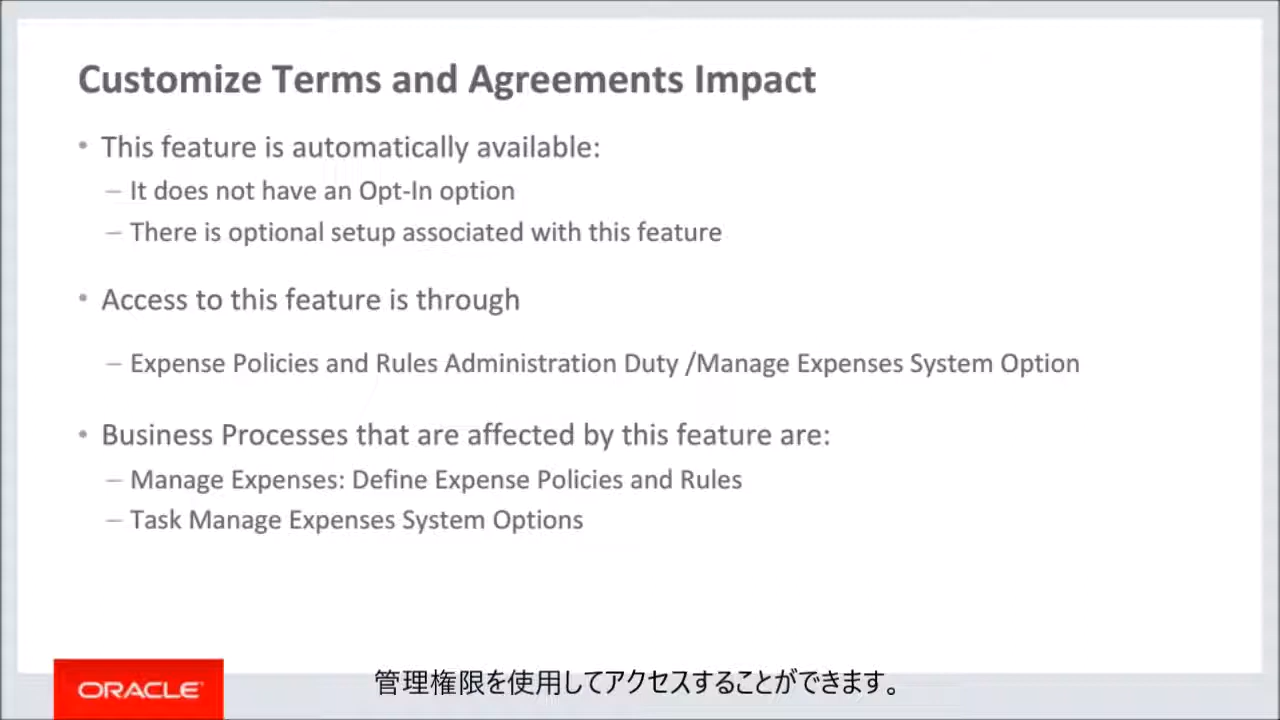 Customize Terms and Agreements Impact
• This feature is automatically available:
– It does not have an Opt-In option
– There is optional setup associated with this feature
• Access to this feature is through
– Expense Policies and Rules Administration Duty /Manage Expenses System Option
• Business Processes that are affected by this feature are:
– Manage Expenses: Define Expense Policies and Rules
– Task Manage Expenses System Options
ORACLE
管理権限を使用してアクセスすることができます。